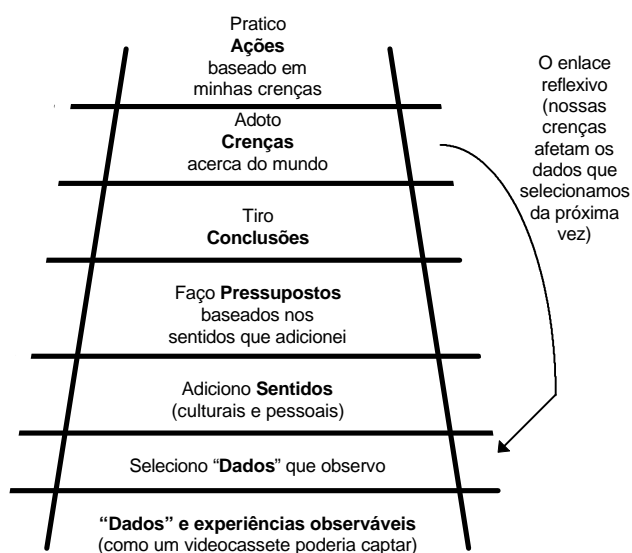 Pratico
Ações
baseado em
minhas crenças
Adoto
Crenças
acerca do mundo
Tiro
Conclusões
Faço Pressupostos
baseados nos
sentidos que adicionei
Adiciono Sentidos
(culturais e pessoais)
Seleciono “Dados” que observo
“Dados” e experiências observáveis
(como um videocassete poderia captar)
O enlace
reflexivo
(nossas
crenças
afetam os
dados que
selecionamos
da próxima
vez)